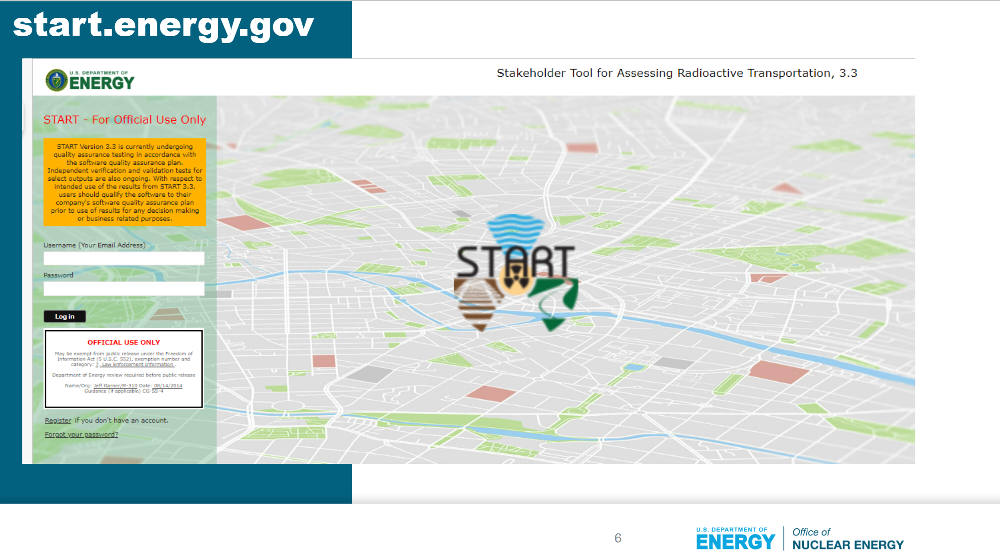 start.energy.gov
U.S. DEPARTMENT OF
ENERGY
Stakeholder Tool for Assessing Radioactive Transportation, 3.3
START - For Official Use Only
START Version 3.3 is currently undergoing
quality assurance testing in accordance with
the software quality assurance plan.
Independent verification and validation tests for
select outputs are also ongoing. With respect to
intended use of the results from START 3.3,
users should qualify the software to their
company's software quality assurance plan
prior to use of results for any decision making
or business related purposes.
Username (Your Email Address)
Password
Log in
OFFICIAL USE ONLY
May be exempt from public release under the Freedom of
Information Act (5 U.S.C. 552), exemption number and
category: 7, Law Enforcement Information .
Department of Energy review required before public release
Name/Org: Jeff Garner/M-310 Date: 08/14/2014
Guidance (if applicable) CG-SS-4
Register if you don't have an account.
Forgot your password?
START
6
U.S. DEPARTMENT OF
ENERGY
Office of
NUCLEAR ENERGY